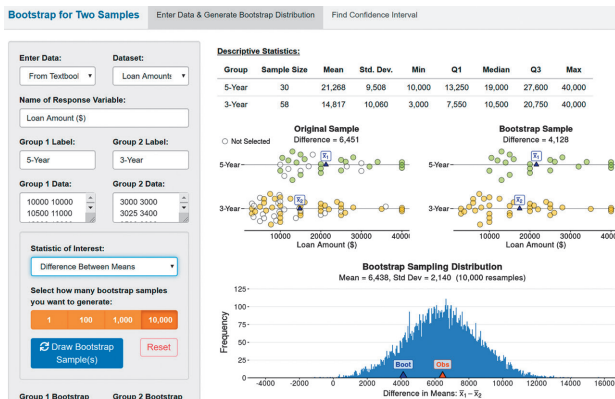 Bootstrap for Two Samples
Enter Data & Generate Bootstrap Distribution
Find Confidence Interval
Enter Data:
Dataset:
From Textbool
Loan Amounts
Name of Response Variable:
Loan Amount ($)
Group 1 Label:
Group 2 Label:
5-Year
3-Year
Group 1 Data:
Group 2 Data:
10000 10000
3000 3000
10500 11000
3025 3400
Statistic of Interest:
Difference Between Means
Select how many bootstrap samples
you want to generate:
1
100
1,000
10,000
Draw Bootstrap
Sample(s)
Reset
Group 1 Bootstrap
Group 2 Bootstrap
Descriptive Statistics:
Group Sample Size Mean Std. Dev. Min Q1 Median Q3 Max
5-Year 30 21,268 9,508 10,000 13,250 19,000 27,600 40,000
3-Year 58 14,817 10,060 3,000 7,550 10,500 20,750 40,000
Original Sample
Not Selected
Difference = 6,451
x̄₁
5-Year
x̄₂
3-Year
10000 20000 30000 4000
Loan Amount ($)
Bootstrap Sample
Difference = 4,128
x̄₁
5-Year
x̄₂
3-Year
10000 20000 30000 4000
Loan Amount ($)
Bootstrap Sampling Distribution
Mean = 6,438, Std Dev = 2,140 (10,000 resamples)
Frequency
125
100
75
50
25
0
Boot
Obs
-4000 -2000 0 2000 4000 6000 8000 10000 12000 14000 16000
Difference in Means: x̄₁ − x̄₂